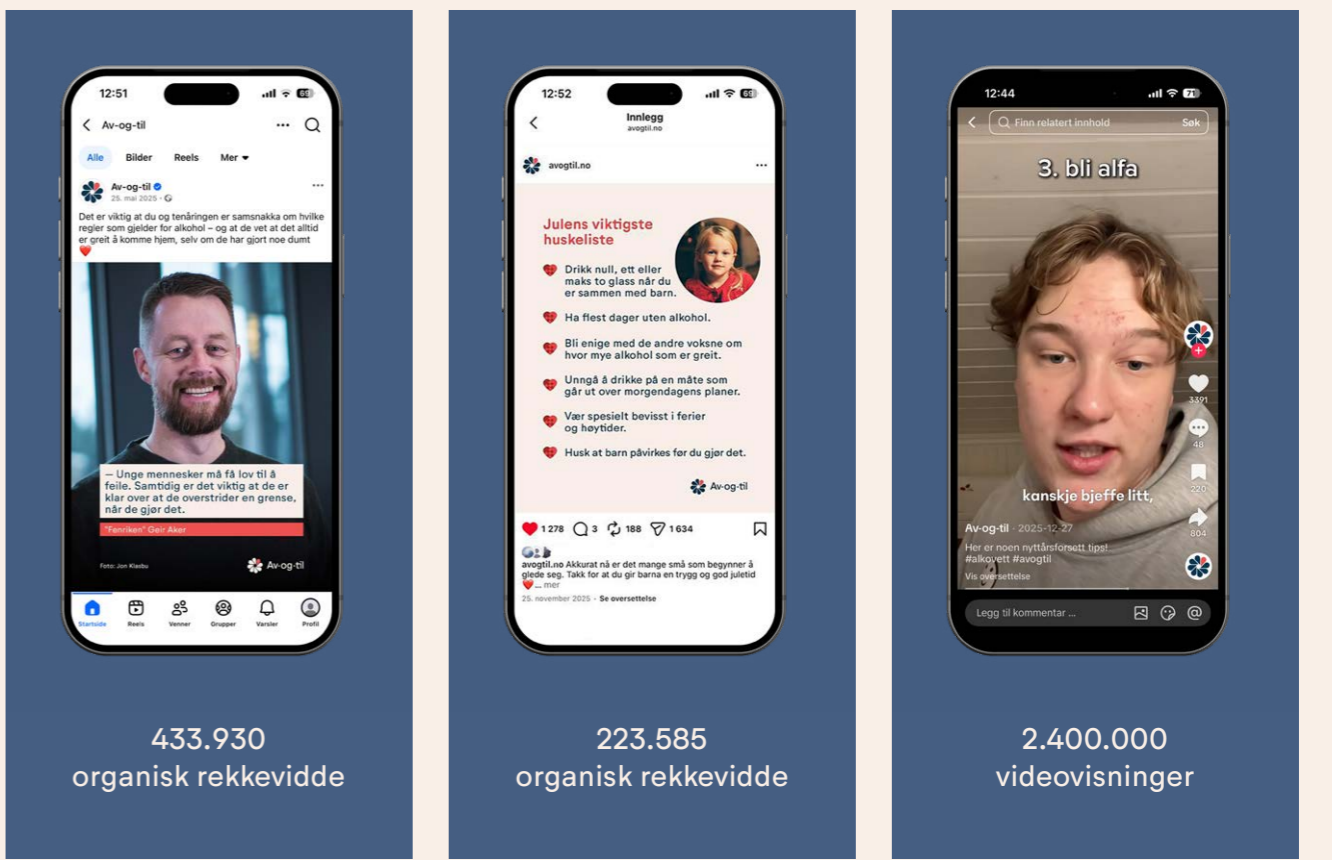 12:51
69
Av-og-til
Alle Bilder Reels Mer
Av-og-til
25. mai 2025 ·
Det er viktig at du og tenåringen er samsnakka om hvilke
regler som gjelder for alkohol – og at de vet at det alltid
er greit å komme hjem, selv om de har gjort noe dumt
— Unge mennesker må få lov til å
feile. Samtidig er det viktig at de er
klar over at de overstrider en grense,
når de gjør det.
"Fenriken" Geir Aker
Foto: Jon Klasbu
Av-og-til
Startside Reels Venner Grupper Varsler Profil
433.930
organisk rekkevidde
12:52
69
Innlegg
avogtil.no
avogtil.no
Julens viktigste
huskeliste
Drikk null, ett eller
maks to glass når du
er sammen med barn.
Ha flest dager uten alkohol.
Bli enige med de andre voksne om
hvor mye alkohol som er greit.
Unngå å drikke på en måte som
går ut over morgendagens planer.
Vær spesielt bevisst i ferier
og høytider.
Husk at barn påvirkes før du gjør det.
Av-og-til
1 278 3 188 1 634
avogtil.no Akkurat nå er det mange små som begynner å
glede seg. Takk for at du gir barna en trygg og god juletid
... mer
25. november 2025 · Se oversettelse
223.585
organisk rekkevidde
12:44
71
Finn relatert innhold Søk
3. bli alfa
3391
48
220
804
kanskje bjeffe litt,
Av-og-til · 2025-12-27
Her er noen nyttårsforsett tips!
#alkovett #avogtil
Vis oversettelse
Legg til kommentar ...
2.400.000
videovisninger